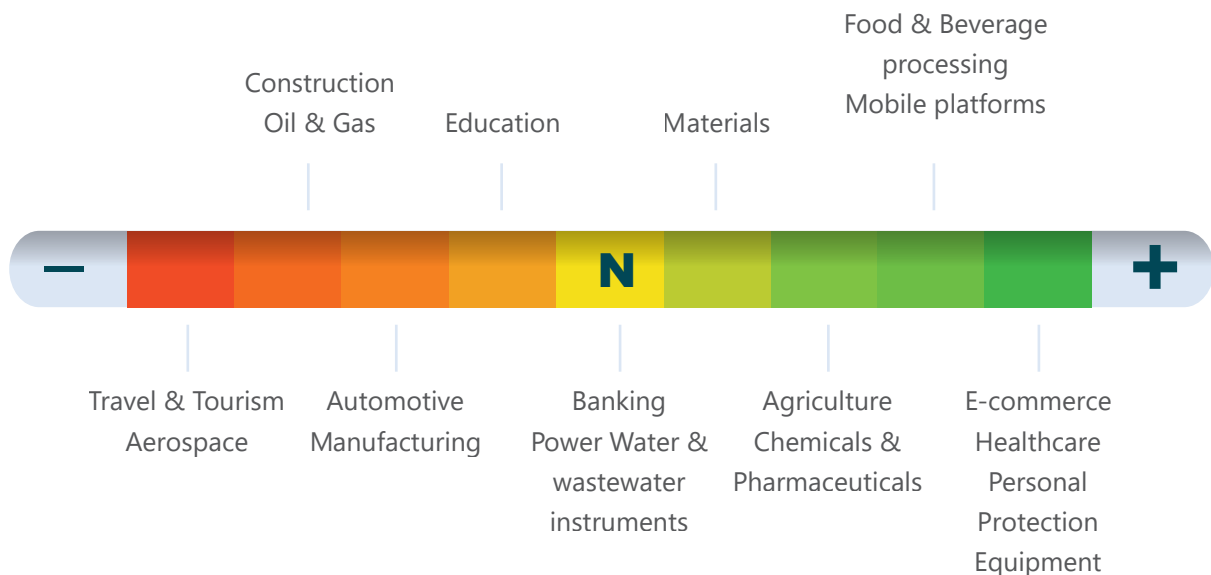 Construction
Oil & Gas
Education
Materials
Food & Beverage
processing
Mobile platforms
−
N
+
Travel & Tourism
Aerospace
Automotive
Manufacturing
Banking
Power Water &
wastewater
instruments
Agriculture
Chemicals &
Pharmaceuticals
E-commerce
Healthcare
Personal
Protection
Equipment